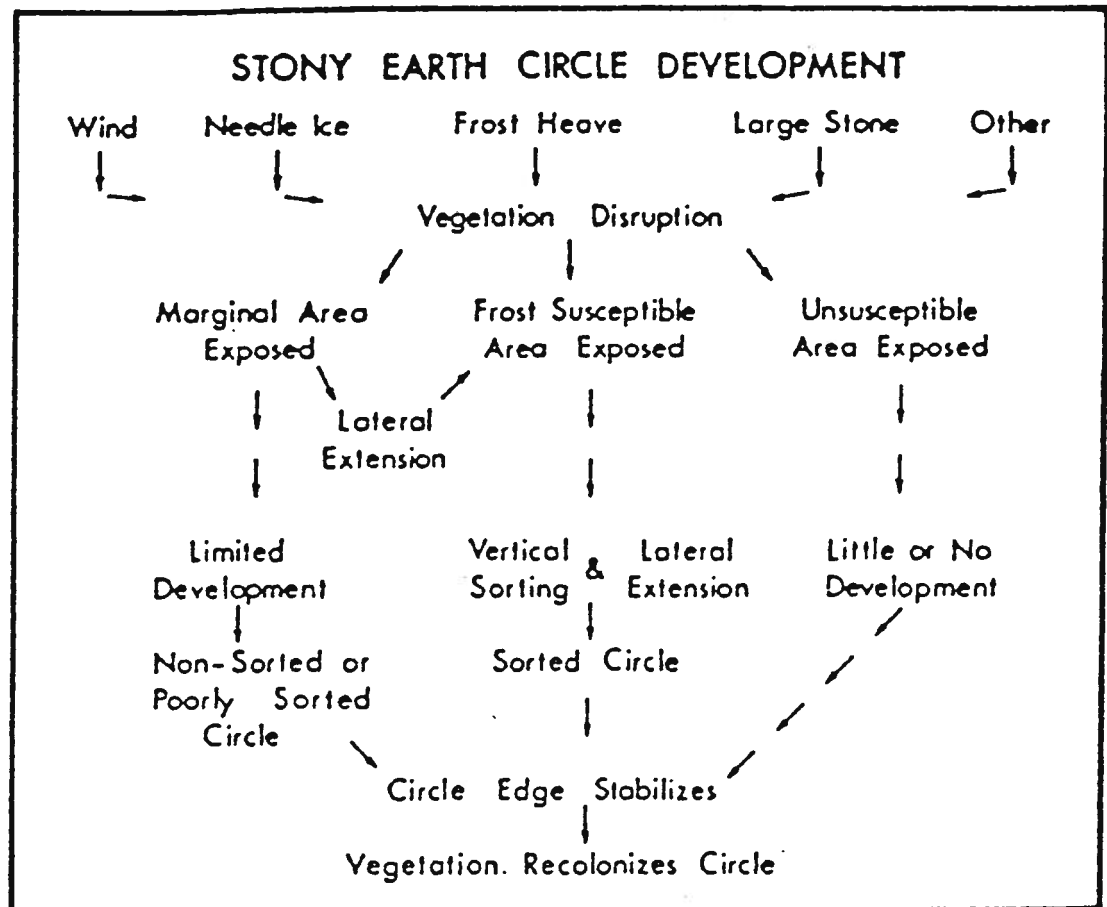 STONY EARTH CIRCLE DEVELOPMENT
Wind
Needle Ice
Frost Heave
Large Stone
Other
Vegetation Disruption
Marginal Area
Exposed
Frost Susceptible
Area Exposed
Unsusceptible
Area Exposed
Lateral
Extension
Limited
Development
Vertical
Sorting
&
Lateral
Extension
Little or No
Development
Non-Sorted or
Poorly Sorted
Circle
Sorted Circle
Circle Edge Stabilizes
Vegetation. Recolonizes Circle